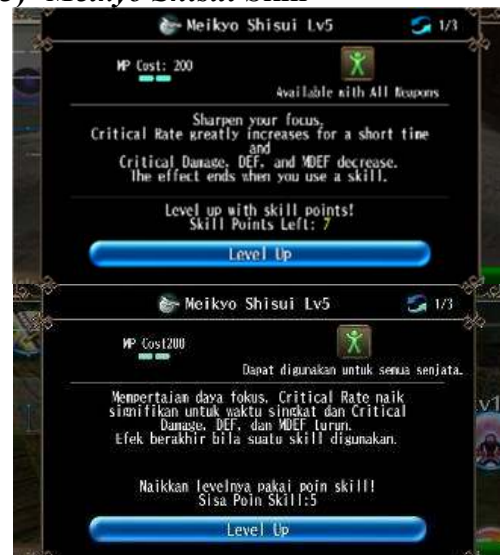 Meikyo Shisui Lv5
1/3
MP Cost: 200
Available with All Weapons
Sharpen your focus,
Critical Rate greatly increases for a short time
and
Critical Damage, DEF, and MDEF decrease.
The effect ends when you use a skill.
Level up with skill points!
Skill Points Left: 7
Level Up
Meikyo Shisui Lv5
1/3
MP Cost200
Dapat digunakan untuk semua senjata.
Mempertajam daya fokus. Critical Rate naik
signifikan untuk waktu singkat dan Critical
Damage, DEF, dan MDEF turun.
Efek berakhir bila suatu skill digunakan.
Naikkan levelnya pakai poin skill!
Sisa Poin Skill:5
Level Up